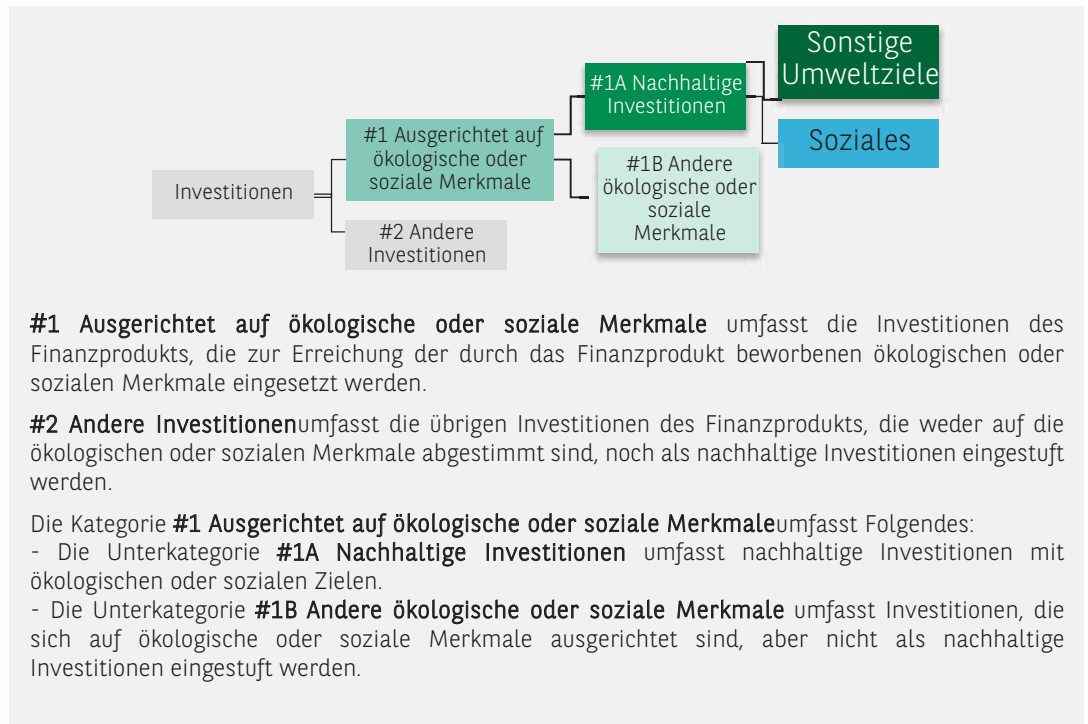 Sonstige
Umweltziele
#1A Nachhaltige
Investitionen
Soziales
#1 Ausgerichtet auf
ökologische oder
soziale Merkmale
#1B Andere
ökologische oder
soziale
Merkmale
Investitionen
#2 Andere
Investitionen
#1 Ausgerichtet auf ökologische oder soziale Merkmale umfasst die Investitionen des
Finanzprodukts, die zur Erreichung der durch das Finanzprodukt beworbenen ökologischen oder
sozialen Merkmale eingesetzt werden.
#2 Andere Investitionenumfasst die übrigen Investitionen des Finanzprodukts, die weder auf die
ökologischen oder sozialen Merkmale abgestimmt sind, noch als nachhaltige Investitionen eingestuft
werden.
Die Kategorie #1 Ausgerichtet auf ökologische oder soziale Merkmaleumfasst Folgendes:
- Die Unterkategorie #1A Nachhaltige Investitionen umfasst nachhaltige Investitionen mit
ökologischen oder sozialen Zielen.
- Die Unterkategorie #1B Andere ökologische oder soziale Merkmale umfasst Investitionen, die
sich auf ökologische oder soziale Merkmale ausgerichtet sind, aber nicht als nachhaltige
Investitionen eingestuft werden.